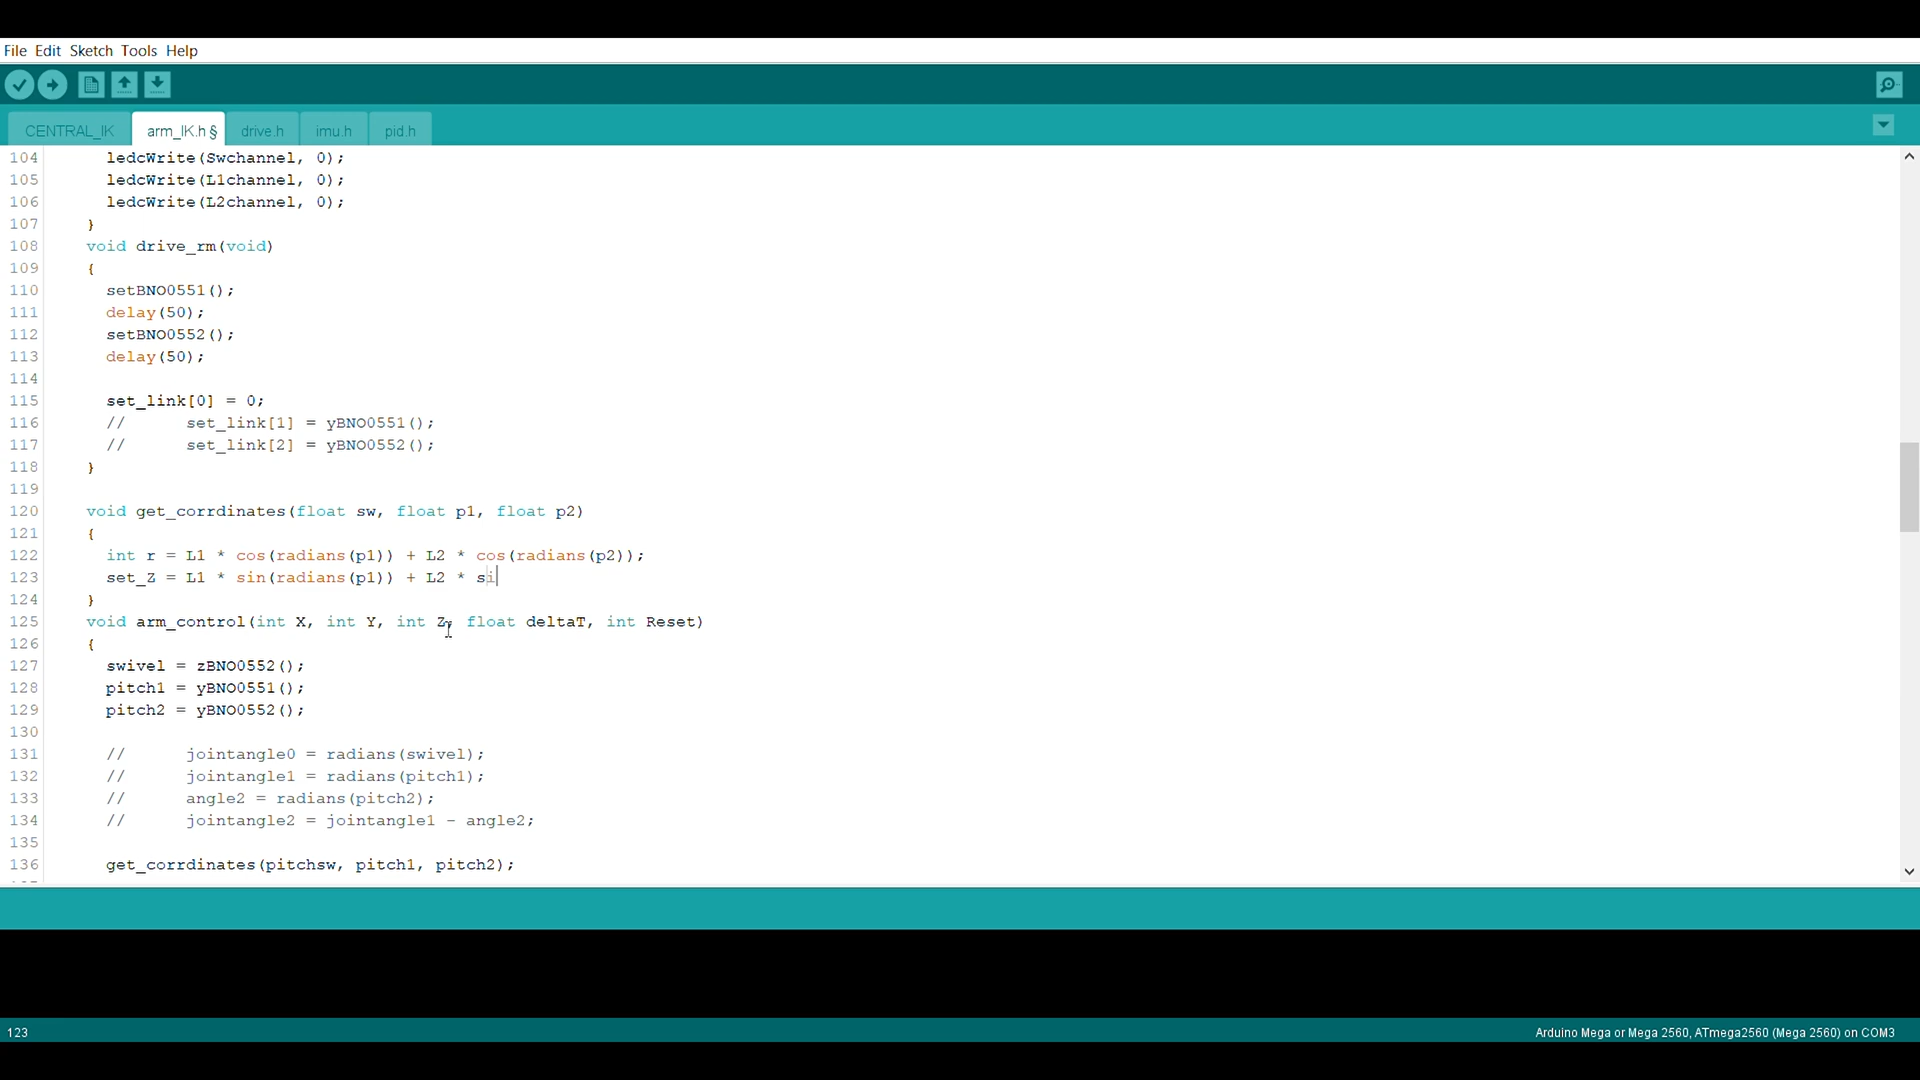 File Edit Sketch Tools Help
CENTRAL_IK arm_IK.h § drive.h imu.h pid.h
104 ledcWrite(Swchannel, 0);
105 ledcWrite(L1channel, 0);
106 ledcWrite(L2channel, 0);
107 }
108 void drive_rm(void)
109 {
110 setBNO0551();
111 delay(50);
112 setBNO0552();
113 delay(50);
114
115 set_link[0] = 0;
116 // set_link[1] = yBNO0551();
117 // set_link[2] = yBNO0552();
118 }
119
120 void get_corrdinates(float sw, float p1, float p2)
121 {
122 int r = L1 * cos(radians(p1)) + L2 * cos(radians(p2));
123 set_Z = L1 * sin(radians(p1)) + L2 * si
124 }
125 void arm_control(int X, int Y, int Z, float deltaT, int Reset)
126 {
127 swivel = zBNO0552();
128 pitch1 = yBNO0551();
129 pitch2 = yBNO0552();
130
131 // jointangle0 = radians(swivel);
132 // jointangle1 = radians(pitch1);
133 // angle2 = radians(pitch2);
134 // jointangle2 = jointangle1 - angle2;
135
136 get_corrdinates(pitchsw, pitch1, pitch2);
123 Arduino Mega or Mega 2560, ATmega2560 (Mega 2560) on COM3